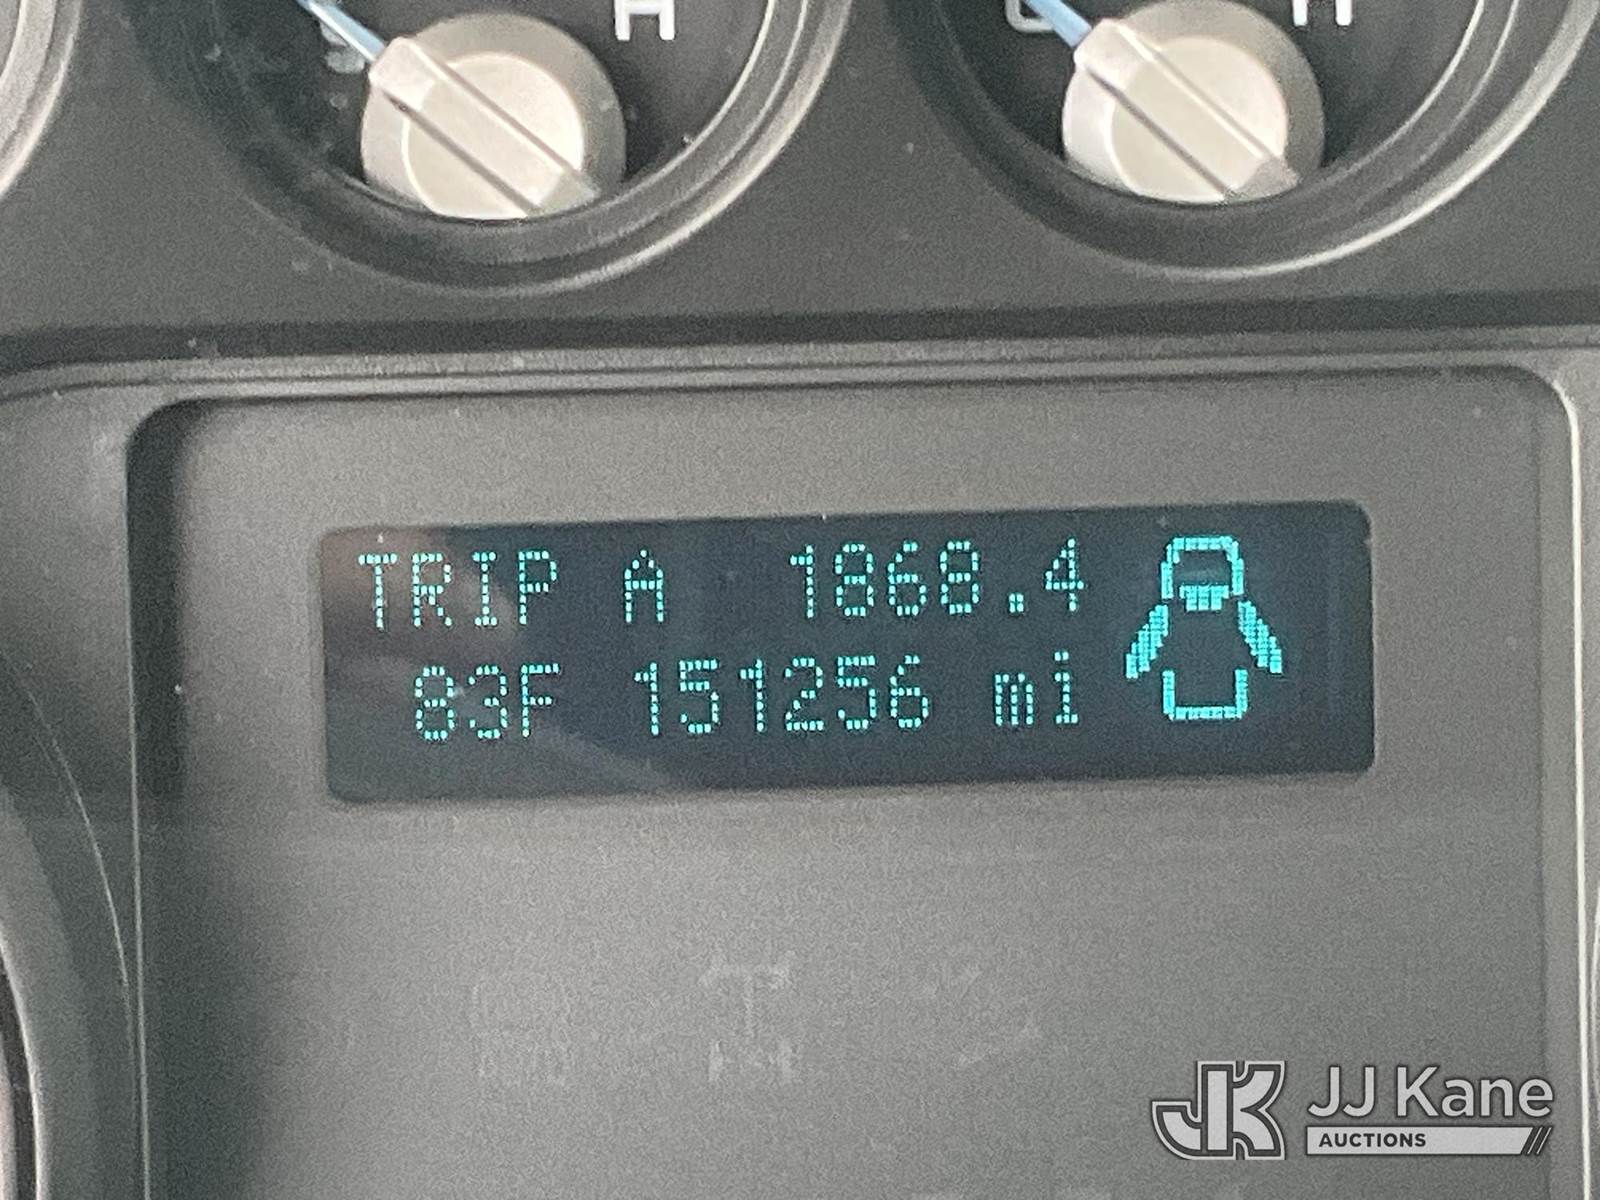 H
TRIP A 1868.4
83F 151256 mi
JJ Kane
AUCTIONS